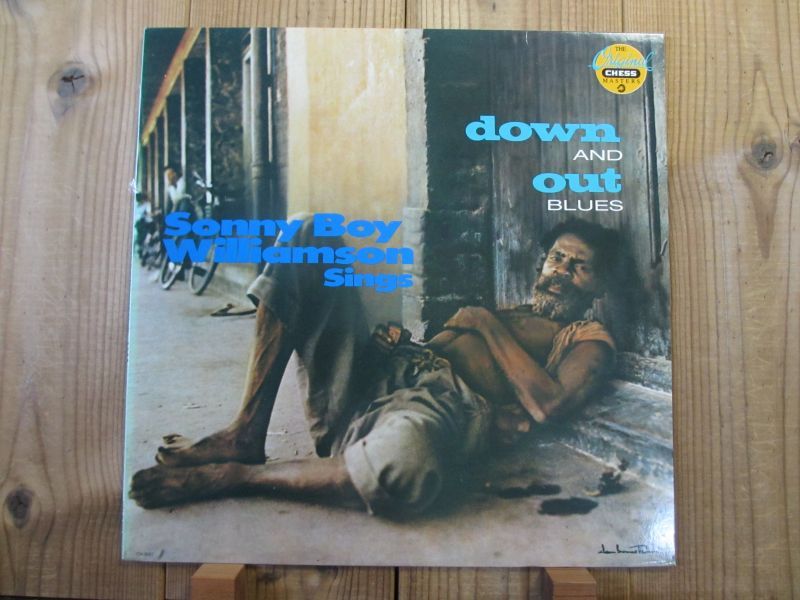 THE
Original
CHESS
MASTERS
down
AND
out
BLUES
Sonny Boy
Williamson
Sings